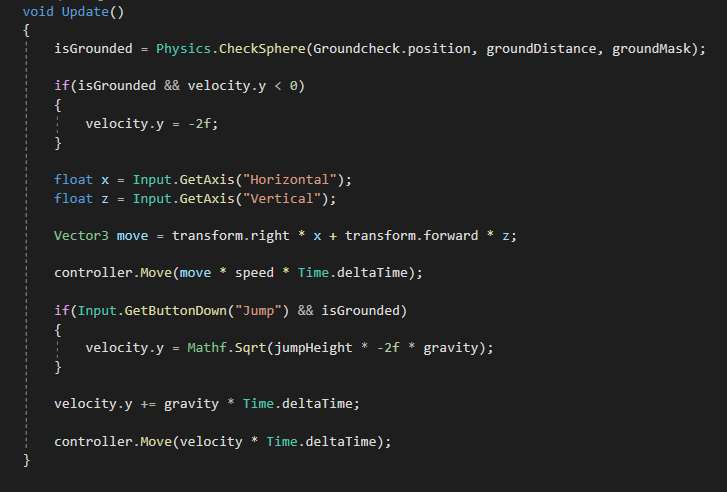 void Update()
{
isGrounded = Physics.CheckSphere(Groundcheck.position, groundDistance, groundMask);
if(isGrounded && velocity.y < 0)
{
velocity.y = -2f;
}
float x = Input.GetAxis("Horizontal");
float z = Input.GetAxis("Vertical");
Vector3 move = transform.right * x + transform.forward * z;
controller.Move(move * speed * Time.deltaTime);
if(Input.GetButtonDown("Jump") && isGrounded)
{
velocity.y = Mathf.Sqrt(jumpHeight * -2f * gravity);
}
velocity.y += gravity * Time.deltaTime;
controller.Move(velocity * Time.deltaTime);
}